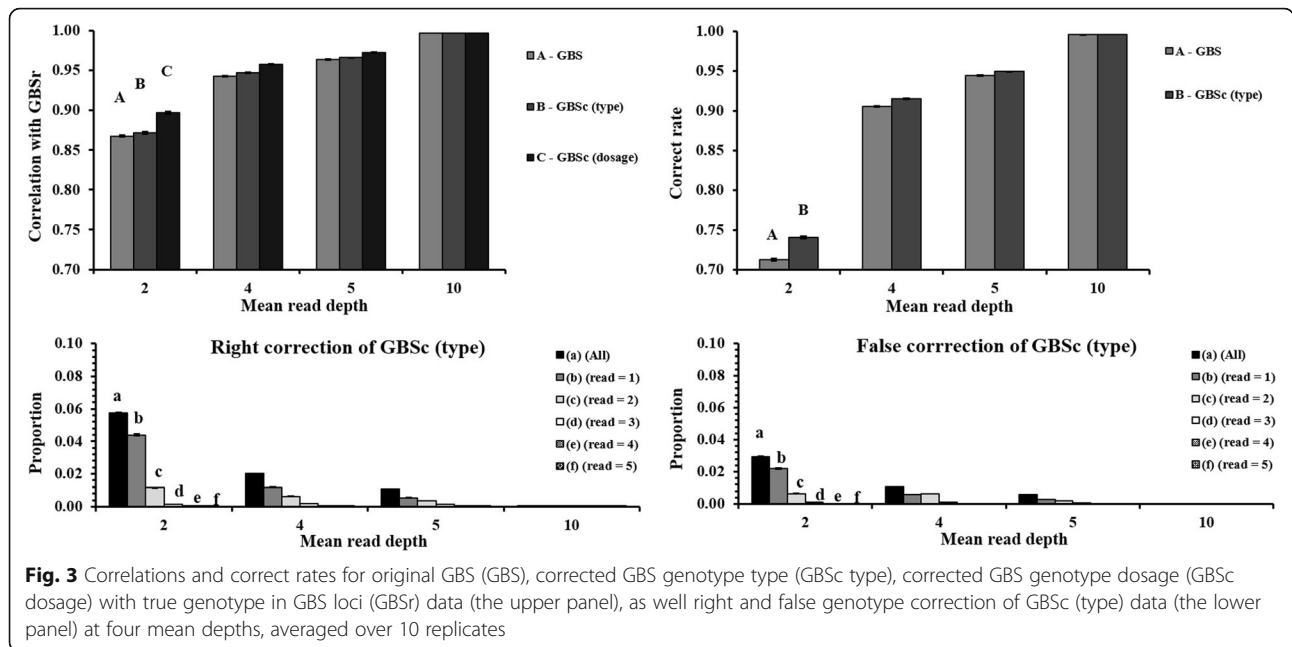 1.00
0.95
0.90
0.85
0.80
0.75
0.70
Correlation with GBSr
A B C
2 4 5 10
Mean read depth
A - GBS
B - GBSc (type)
C - GBSc (dosage)
1.00
0.95
0.90
0.85
0.80
0.75
0.70
Correct rate
A B
2 4 5 10
Mean read depth
A - GBS
B - GBSc (type)
Right correction of GBSc (type)
0.10
0.08
0.06
0.04
0.02
0.00
Proportion
a b c d e f
2 4 5 10
Mean read depth
(a) (All)
(b) (read = 1)
(c) (read = 2)
(d) (read = 3)
(e) (read = 4)
(f) (read = 5)
False corrrection of GBSc (type)
0.10
0.08
0.06
0.04
0.02
0.00
Proportion
a b c d e f
2 4 5 10
Mean read depth
(a) (All)
(b) (read = 1)
(c) (read = 2)
(d) (read = 3)
(e) (read = 4)
(f) (read = 5)
Fig. 3 Correlations and correct rates for original GBS (GBS), corrected GBS genotype type (GBSc type), corrected GBS genotype dosage (GBSc
dosage) with true genotype in GBS loci (GBSr) data (the upper panel), as well right and false genotype correction of GBSc (type) data (the lower
panel) at four mean depths, averaged over 10 replicates